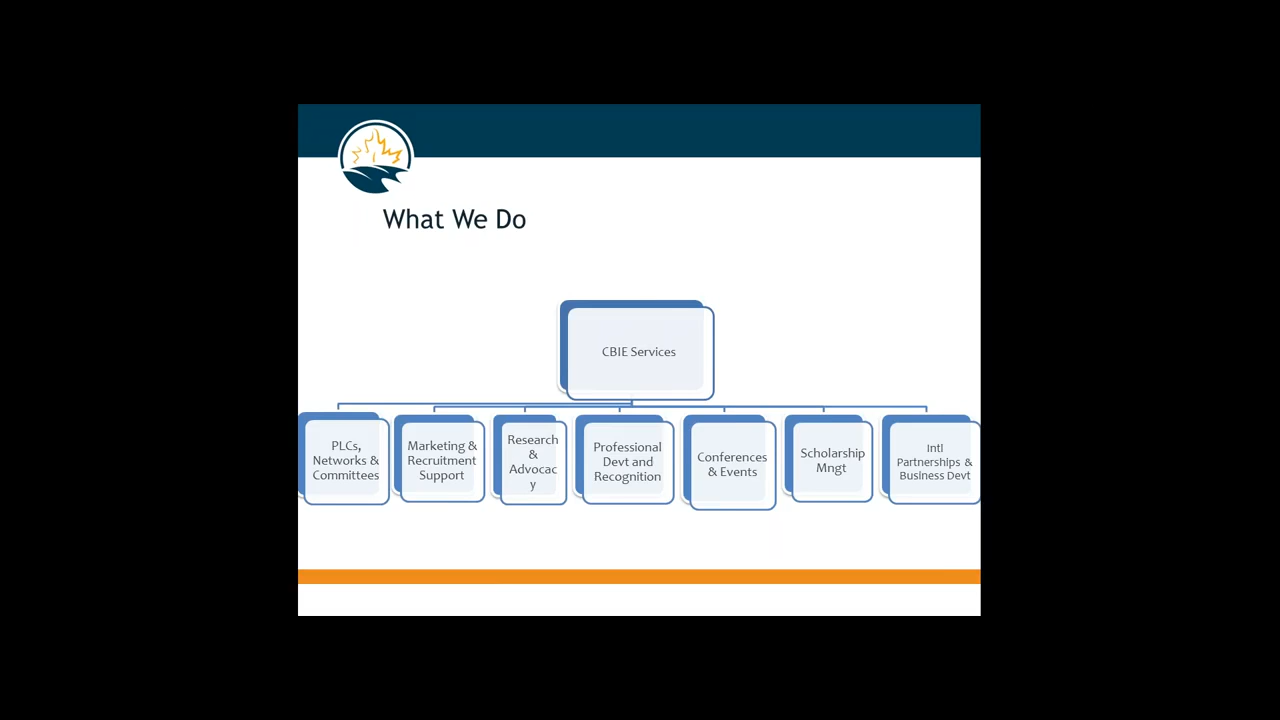 What We Do
CBIE Services
PLCs,
Networks &
Committees
Marketing &
Recruitment
Support
Research
&
Advocac
y
Professional
Devt and
Recognition
Conferences
& Events
Scholarship
Mngt
Intl
Partnerships &
Business Devt